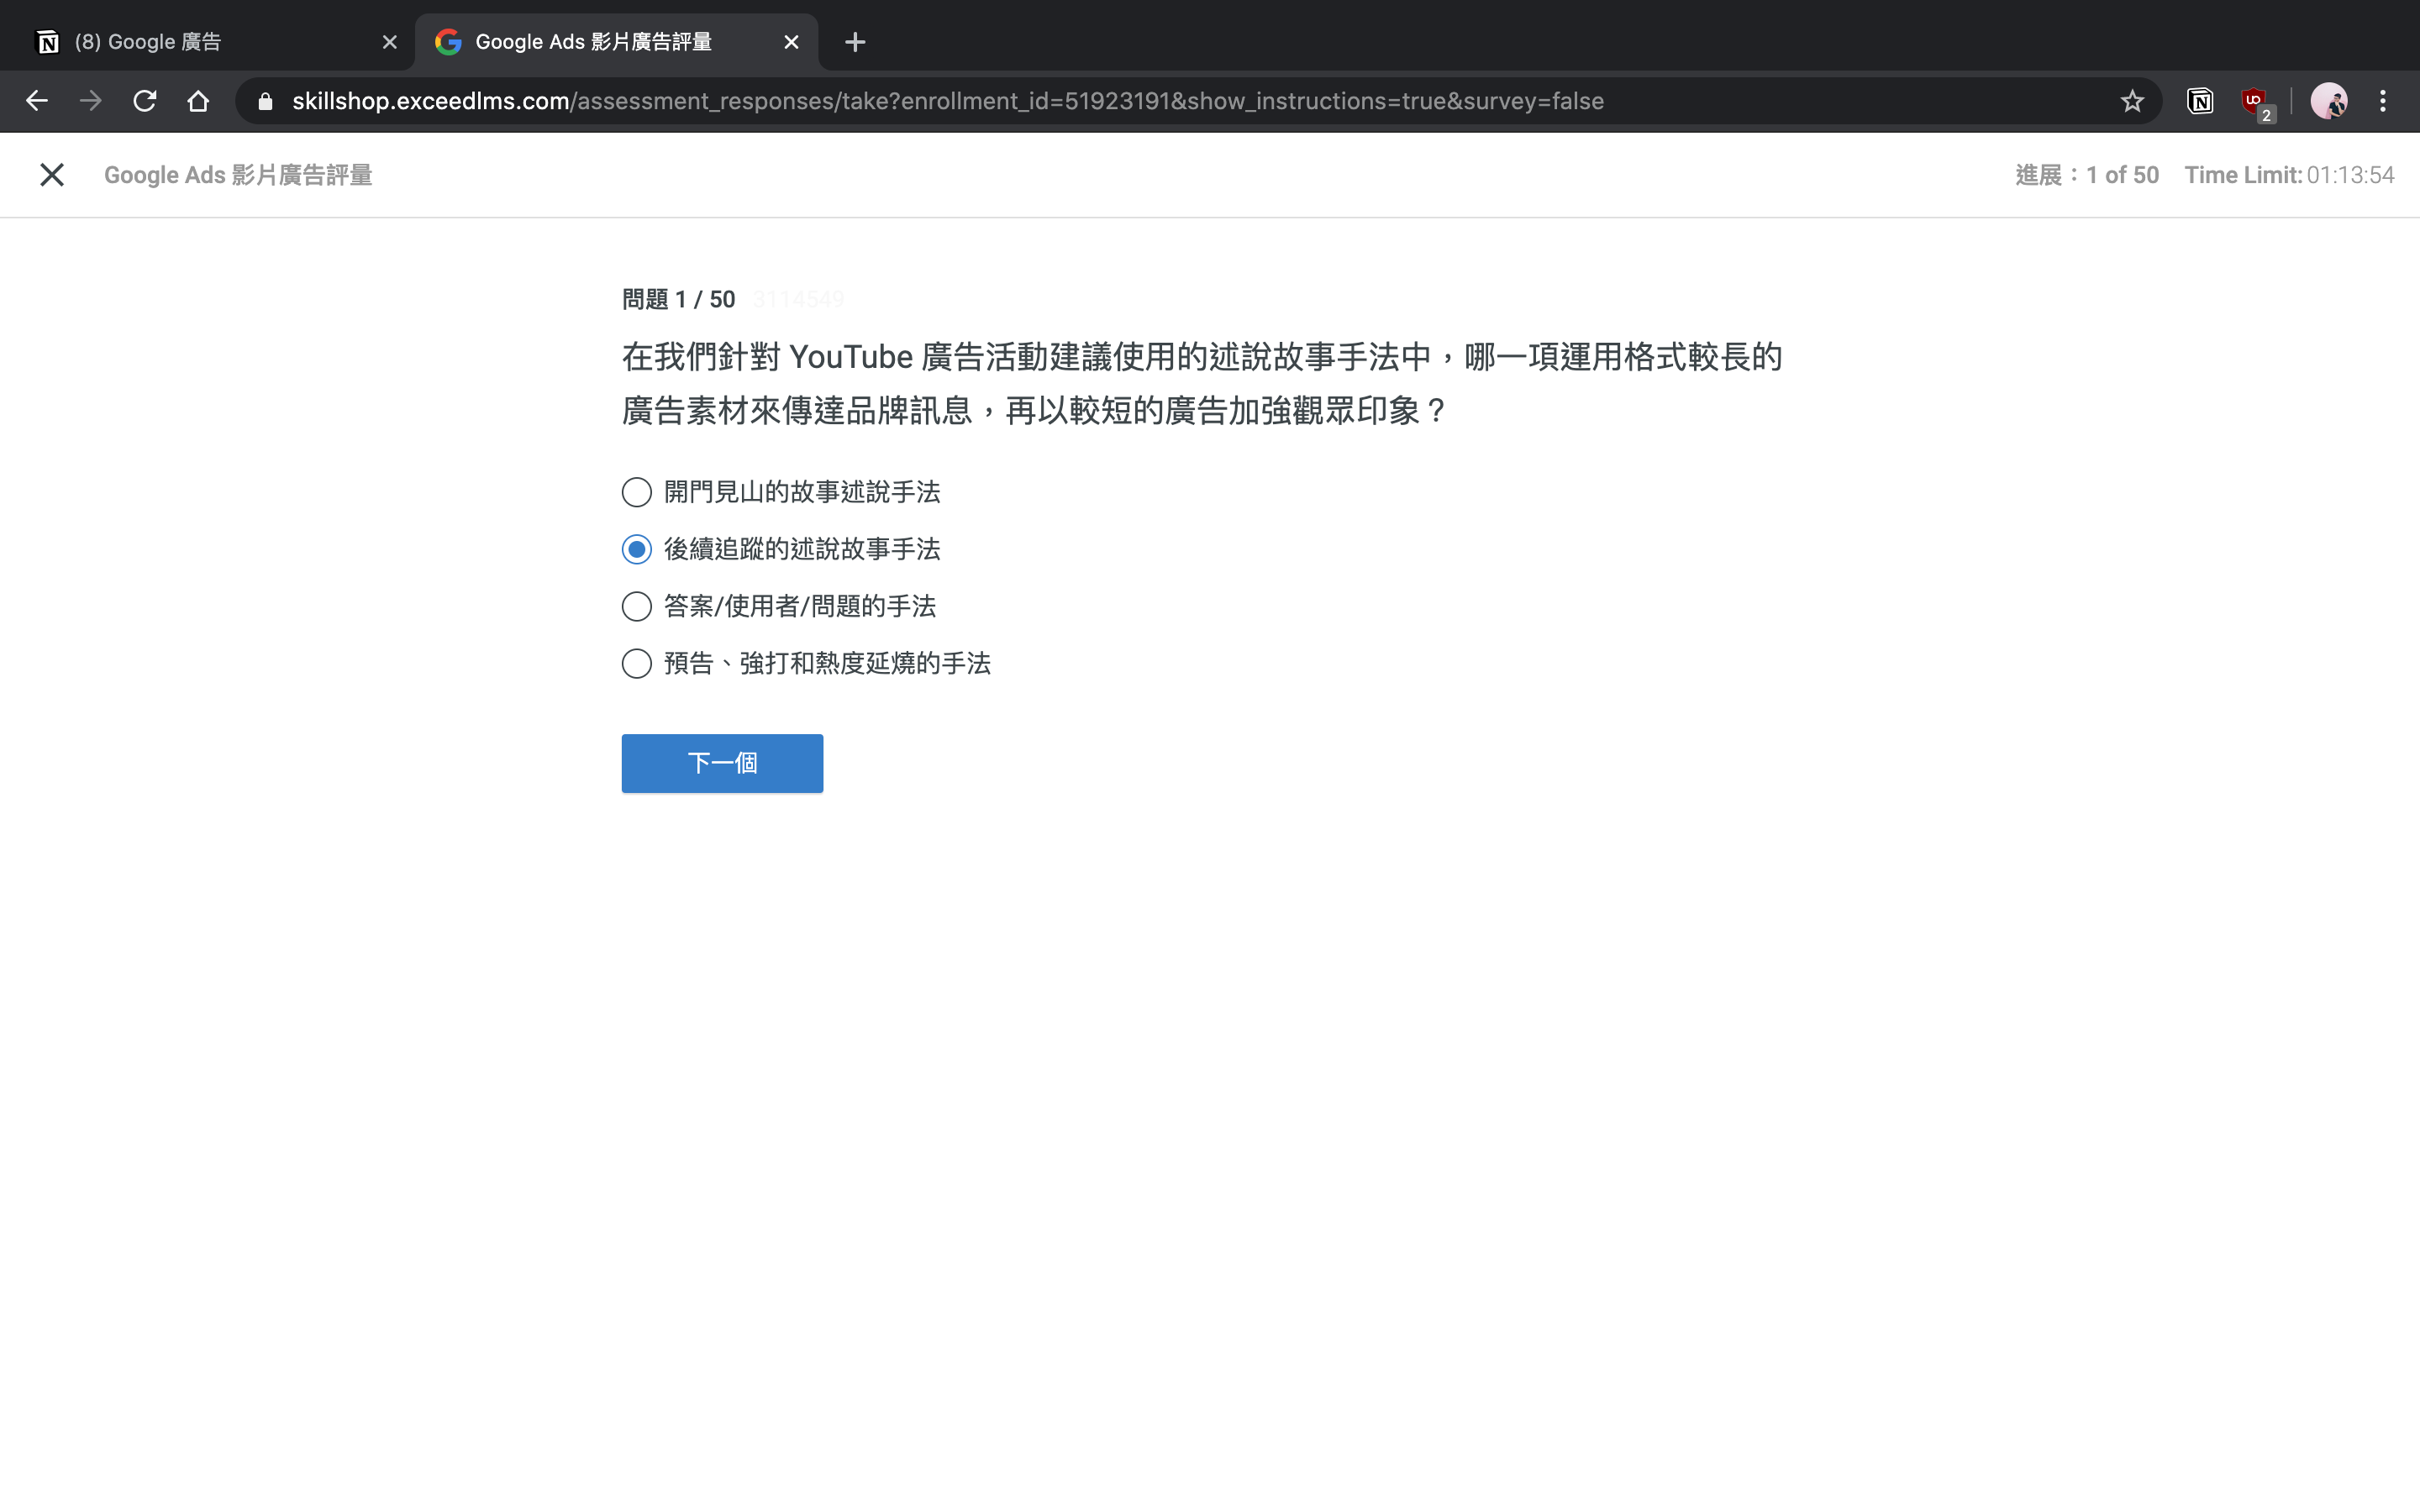 (8) Google 廣告
Google Ads 影片廣告評量
skillshop.exceedlms.com/assessment_responses/take?enrollment_id=51923191&show_instructions=true&survey=false
2
Google Ads 影片廣告評量
進展：1 of 50 Time Limit: 01:13:54
問題 1 / 50 3114549
在我們針對 YouTube 廣告活動建議使用的述說故事手法中，哪一項運用格式較長的
廣告素材來傳達品牌訊息，再以較短的廣告加強觀眾印象？
開門見山的故事述說手法
後續追蹤的述說故事手法
答案/使用者/問題的手法
預告、強打和熱度延燒的手法
下一個